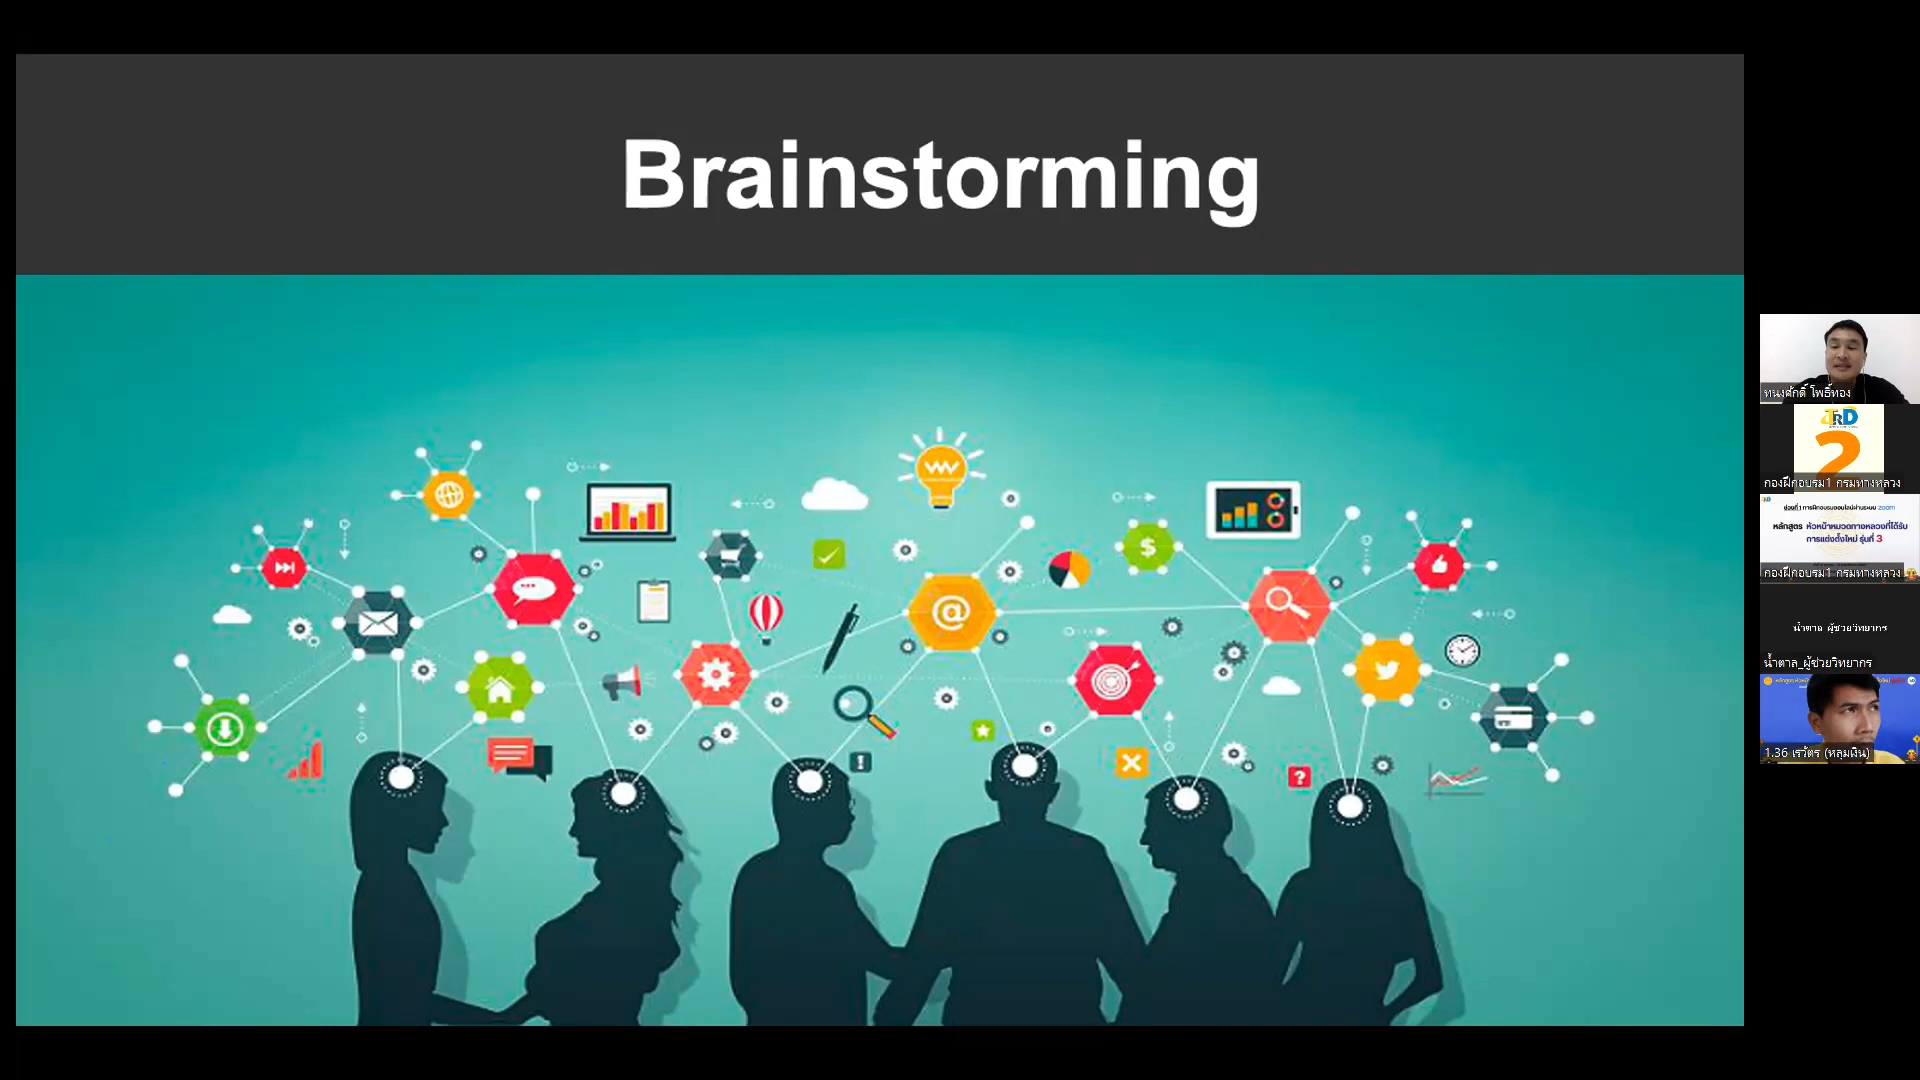 Brainstorming
@
$
!
?
ทนงศักดิ์ โพธิ์ทอง
TRD
2
กองฝึกอบรม1 กรมทางหลวง
ช่วงที่ 1 การฝึกอบรมออนไลน์ผ่านระบบ zoom
หลักสูตร หัวหน้าหมวดทางหลวงที่ได้รับ
การแต่งตั้งใหม่ รุ่นที่ 3
กองฝึกอบรม1 กรมทางหลวง
น้ำตาล_ผู้ช่วยวิทยากร
น้ำตาล_ผู้ช่วยวิทยากร
1.36 เรวัตร (หลุมผิน)